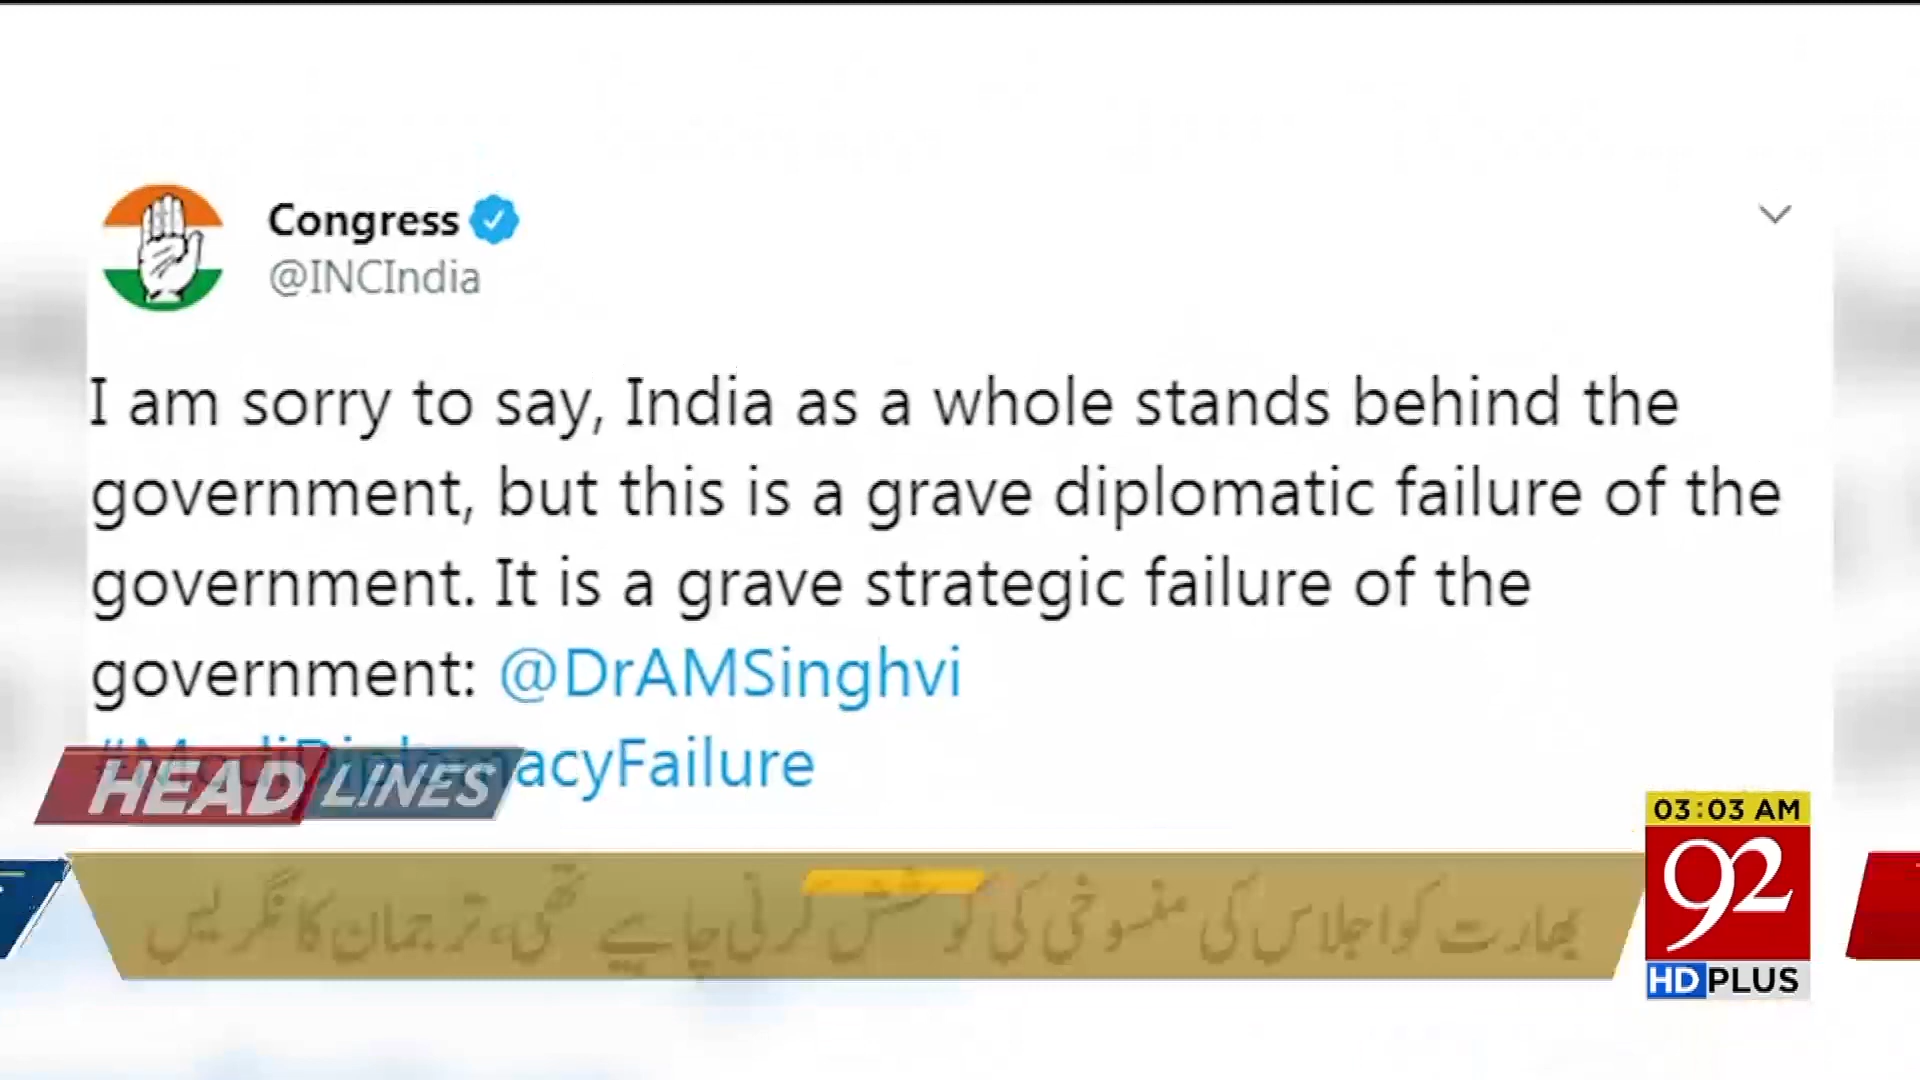 Congress
@INCIndia
I am sorry to say, India as a whole stands behind the
government, but this is a grave diplomatic failure of the
government. It is a grave strategic failure of the
government: @DrAMSinghvi
#ModiDiplomacyFailure
HEADLINES
03:03 AM
بھارت کو اجلاس کی منسوخی کی کوشش کرنی چاہیے تھی، ترجمان کانگریس
92
HD PLUS